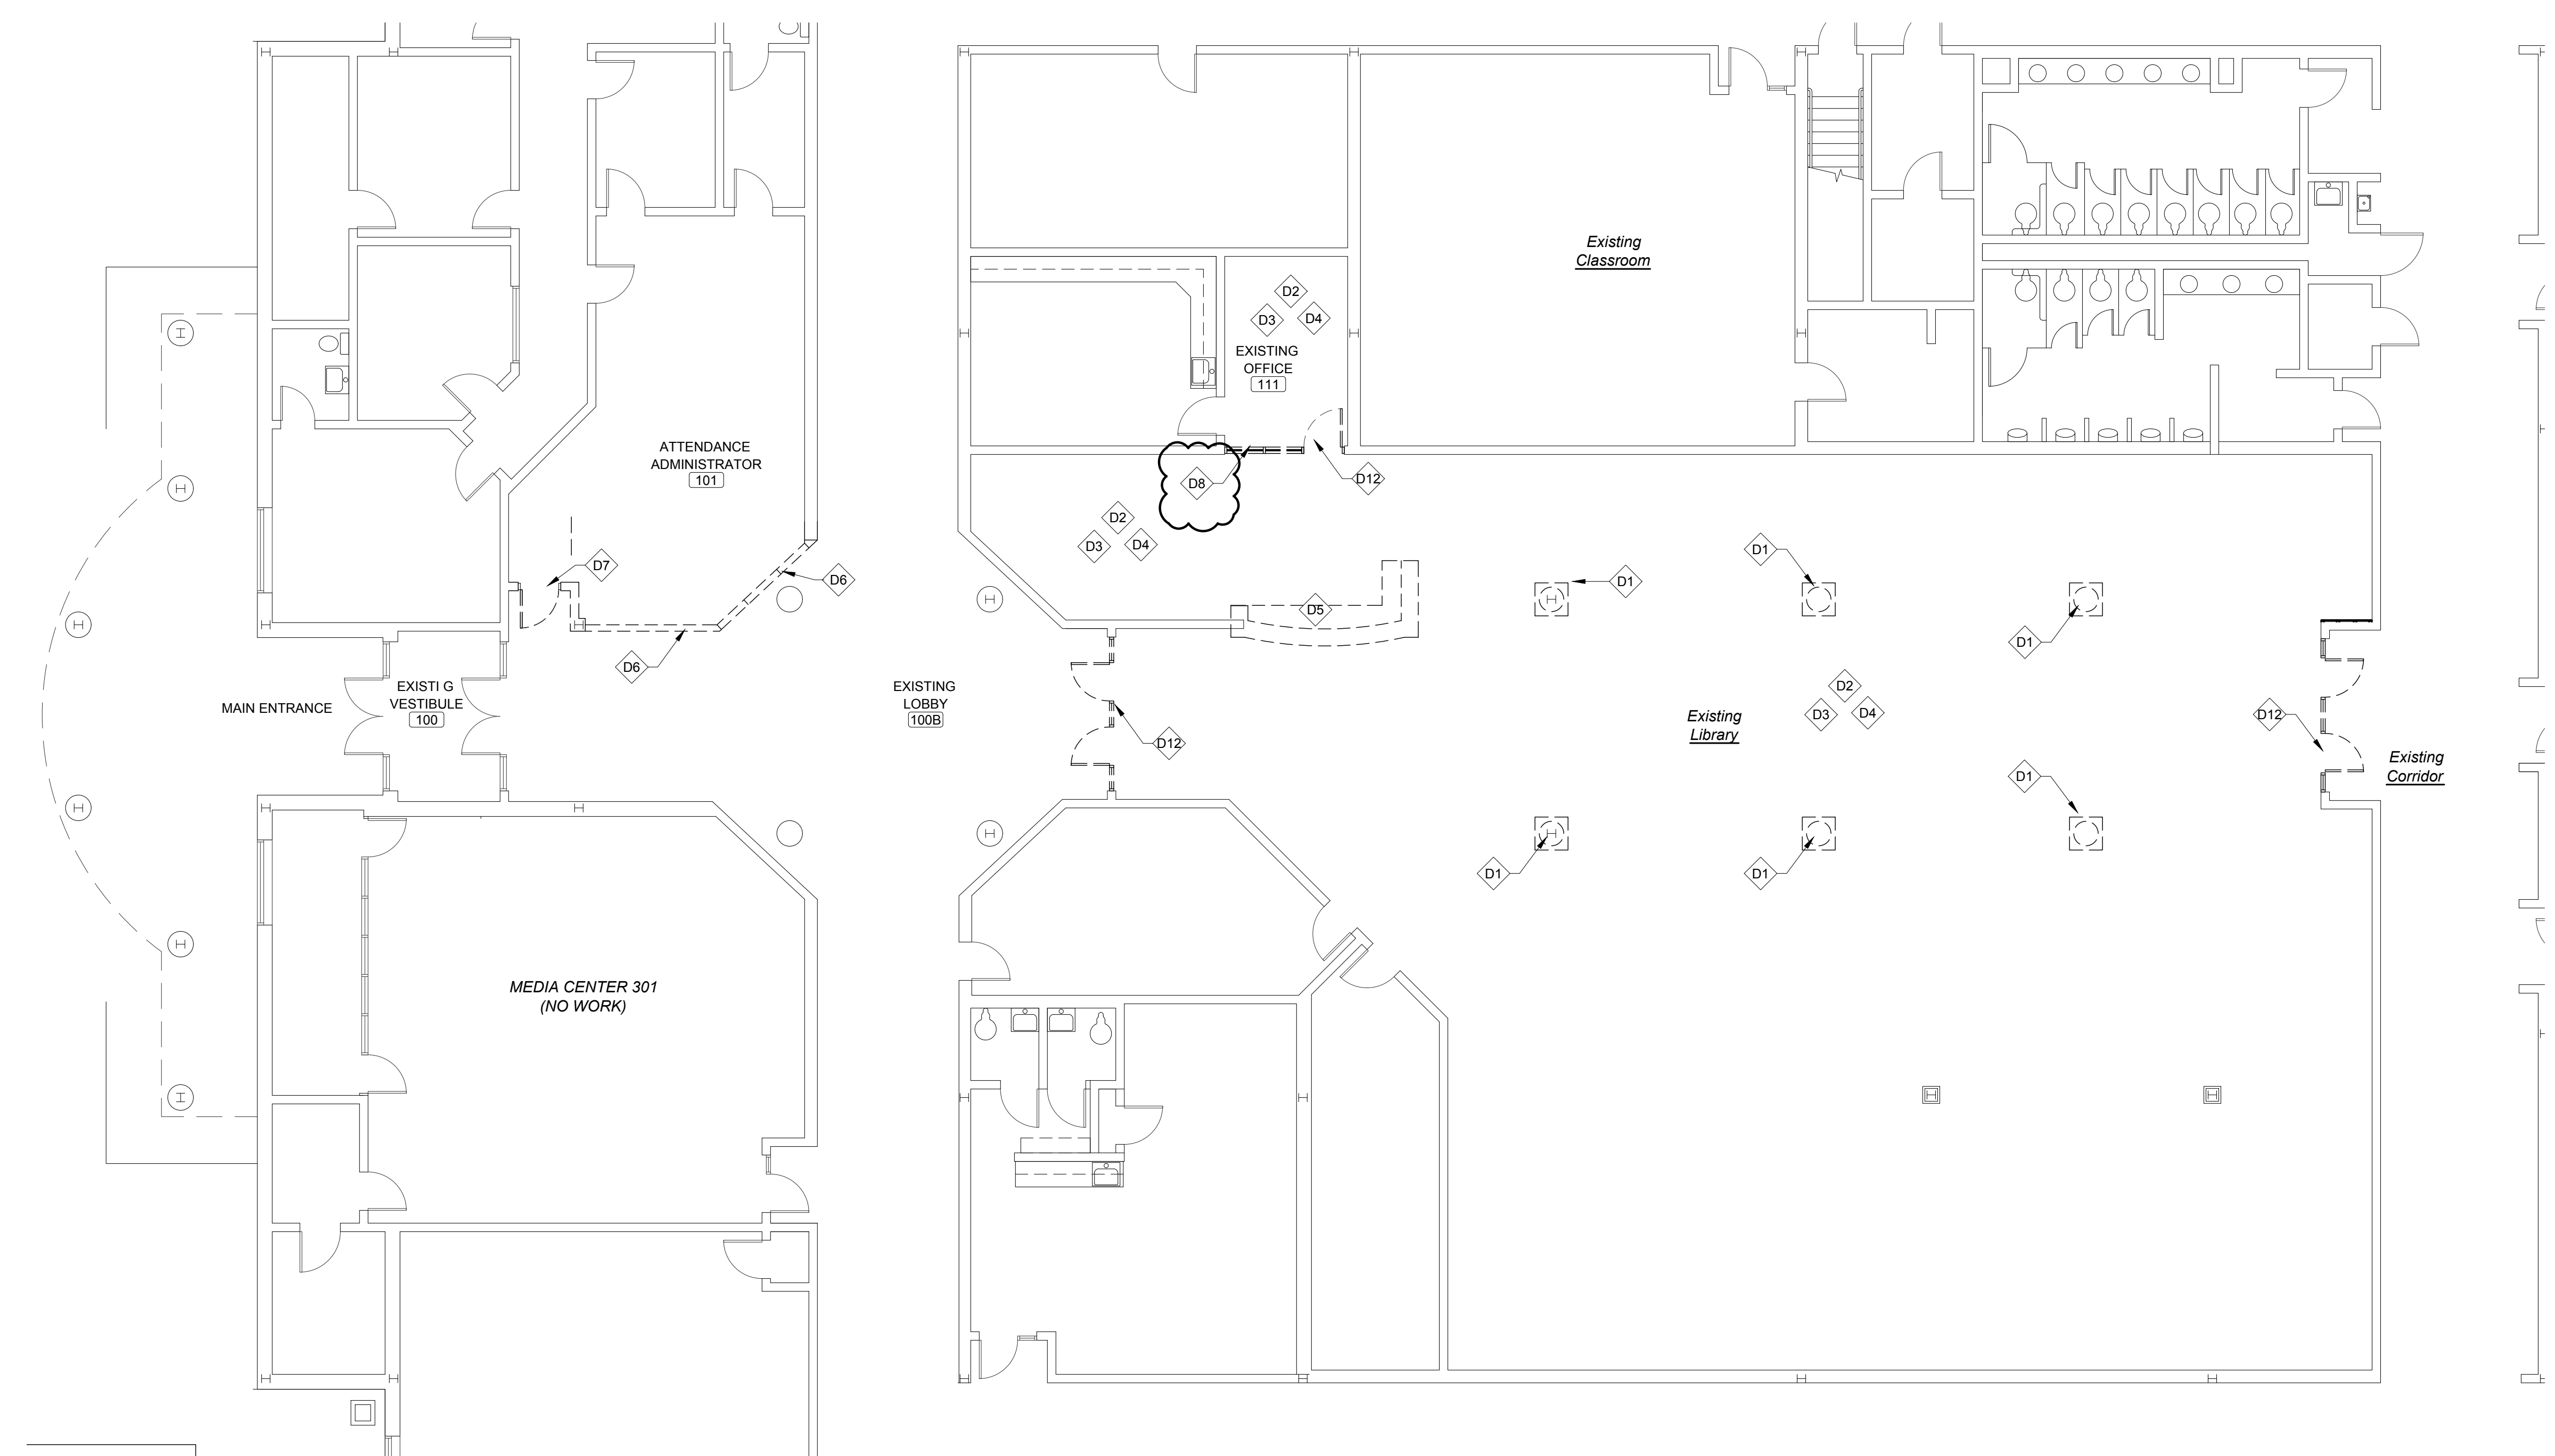 Existing
Classroom
D2
D3
D4
EXISTING
OFFICE
111
ATTENDANCE
ADMINISTRATOR
101
D8
D12
D2
D3
D4
D7
D6
D5
D1
D1
D1
D6
MAIN ENTRANCE
EXISTI G
VESTIBULE
100
EXISTING
LOBBY
100B
D12
Existing
Library
D2
D3
D4
D12
Existing
Corridor
D1
D1
D1
MEDIA CENTER 301
(NO WORK)